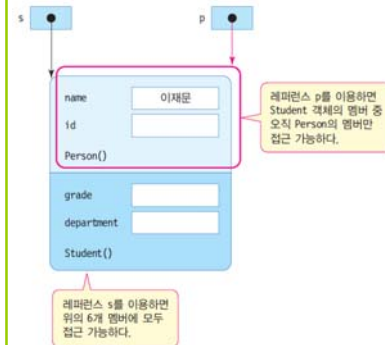 s
p
name 이재문
id
Person()
레퍼런스 p를 이용하면
Student 객체의 멤버 중
오직 Person의 멤버만
접근 가능하다.
grade
department
Student()
레퍼런스 s를 이용하면
위의 6개 멤버에 모두
접근 가능하다.